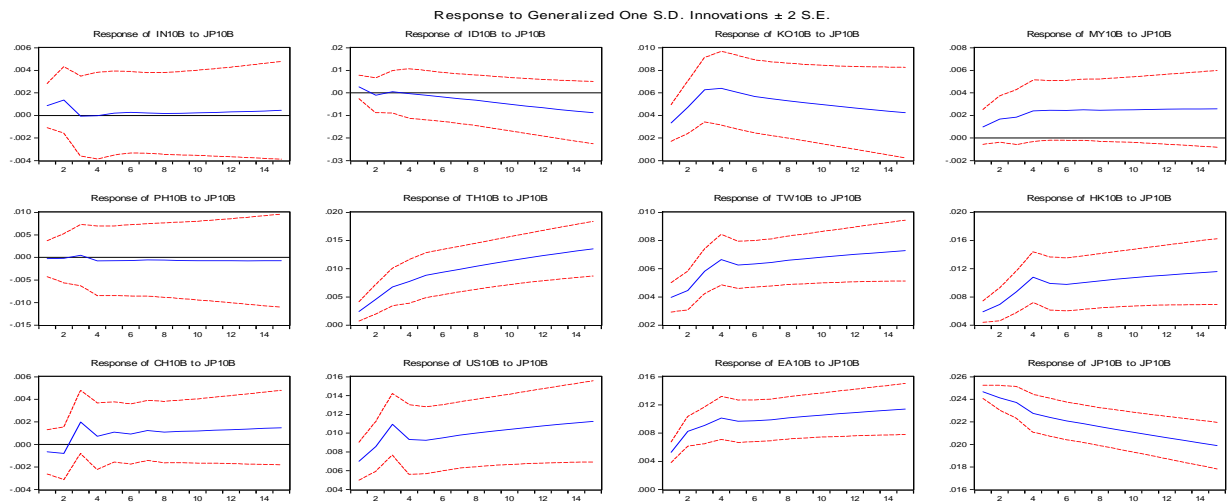 Response to Generalized One S.D. Innovations ± 2 S.E.
Response of IN10B to JP10B
.006
.004
.002
.000
-.002
-.004
2 4 6 8 10 12 14
Response of ID10B to JP10B
.02
.01
.00
-.01
-.02
-.03
2 4 6 8 10 12 14
Response of KO10B to JP10B
.010
.008
.006
.004
.002
.000
2 4 6 8 10 12 14
Response of MY10B to JP10B
.008
.006
.004
.002
.000
-.002
2 4 6 8 10 12 14
Response of PH10B to JP10B
.010
.005
.000
-.005
-.010
-.015
2 4 6 8 10 12 14
Response of TH10B to JP10B
.020
.015
.010
.005
.000
2 4 6 8 10 12 14
Response of TW10B to JP10B
.010
.008
.006
.004
.002
2 4 6 8 10 12 14
Response of HK10B to JP10B
.020
.016
.012
.008
.004
2 4 6 8 10 12 14
Response of CH10B to JP10B
.006
.004
.002
.000
-.002
-.004
2 4 6 8 10 12 14
Response of US10B to JP10B
.016
.014
.012
.010
.008
.006
.004
2 4 6 8 10 12 14
Response of EA10B to JP10B
.016
.012
.008
.004
.000
2 4 6 8 10 12 14
Response of JP10B to JP10B
.026
.024
.022
.020
.018
.016
2 4 6 8 10 12 14